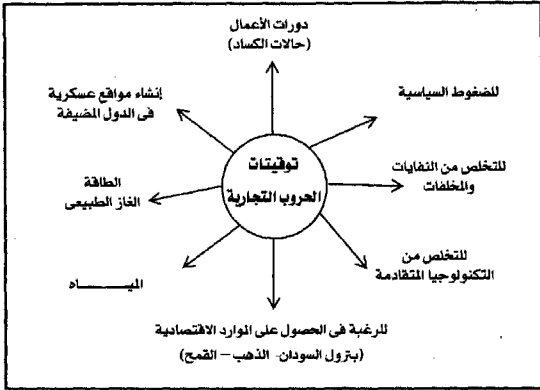 دورات الأعمال
(حالات الكساد)
للضغوط السياسية
إنشاء مواقع عسكرية
فى الدول المضيفة
توقيتات
الحروب التجارية
للتخلص من النفايات
والمخلفات
الطاقة
الغاز الطبيعى
للتخلص من
التكنولوجيا المتقادمة
الميـــــــاه
للرغبة فى الحصول على الموارد الاقتصادية
(بترول السودان - الذهب – القمح)